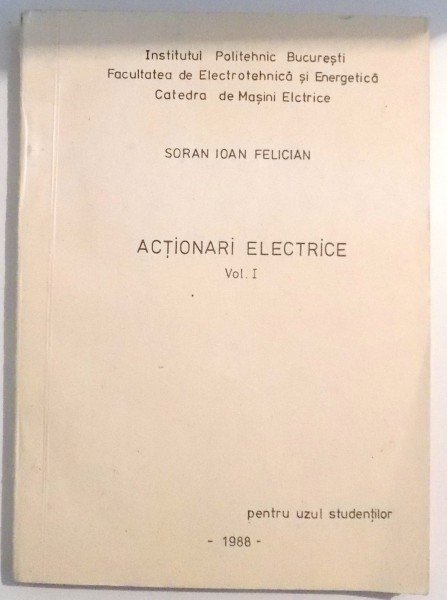 Institutul Politehnic București
Facultatea de Electrotehnică și Energetică
Catedra de Mașini Elctrice
SORAN IOAN FELICIAN
ACȚIONARI ELECTRICE
Vol. I
pentru uzul studenților
- 1988 -